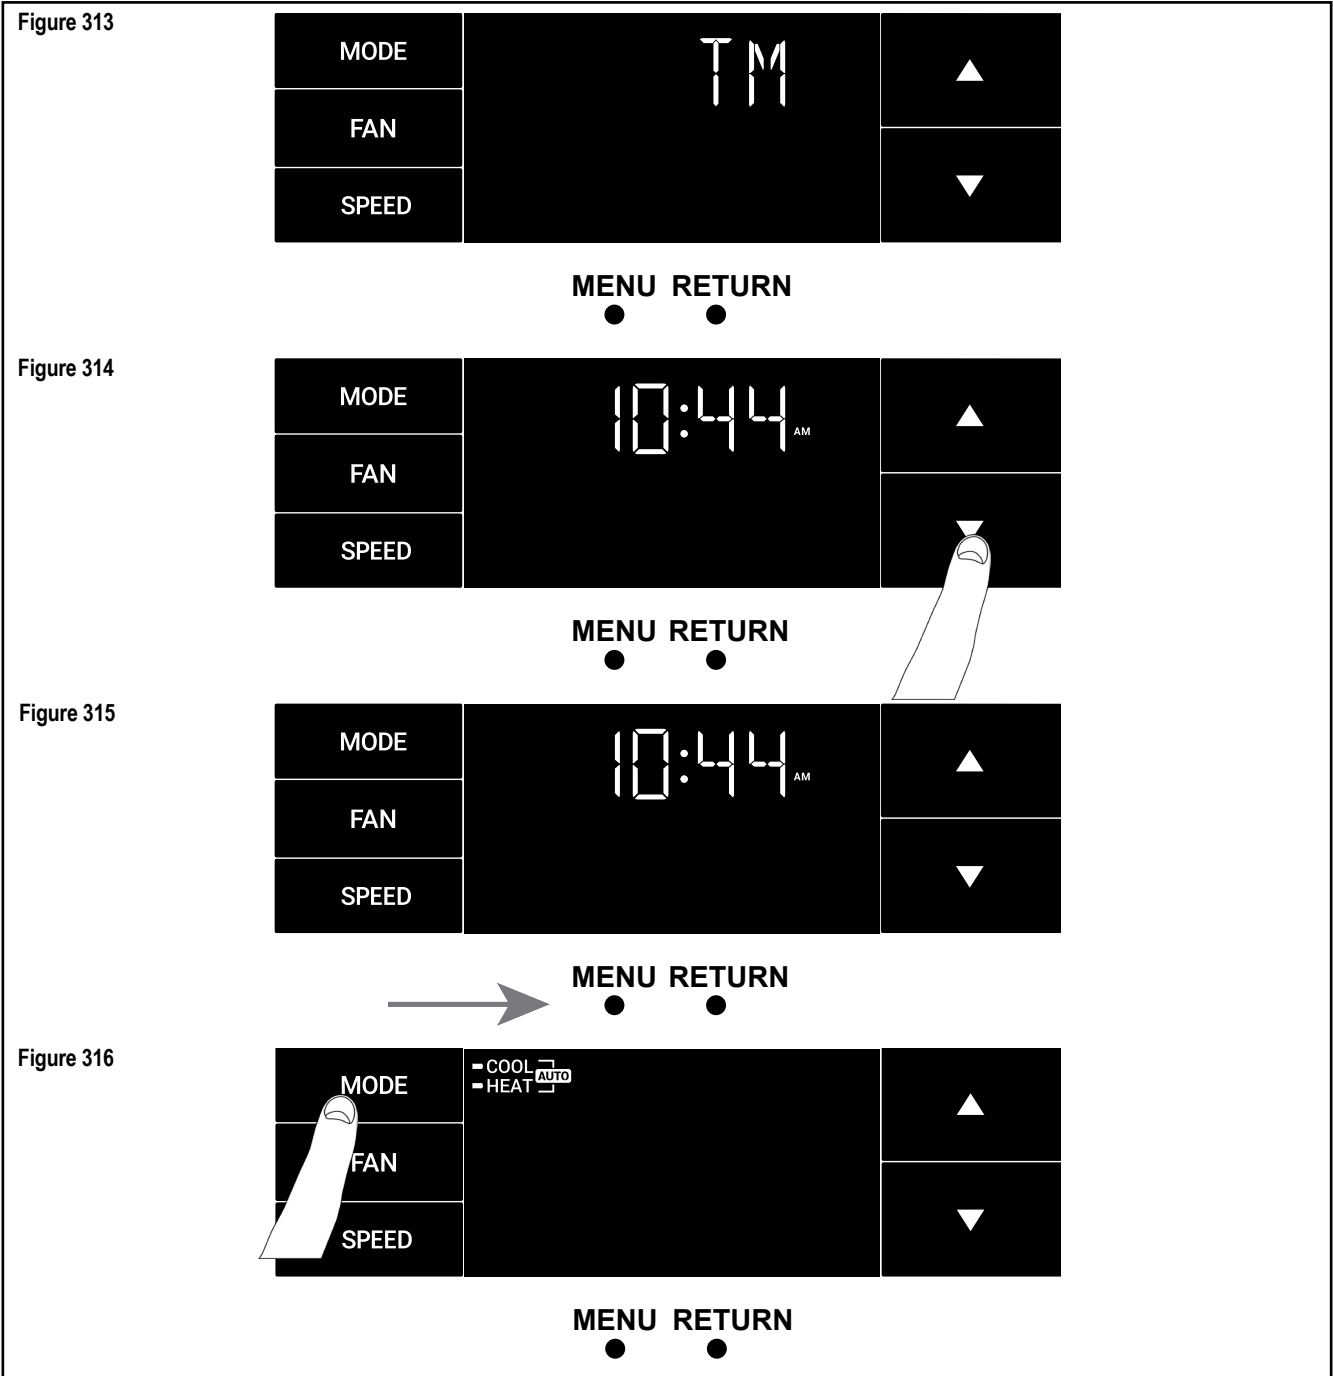 Figure 313
MODE
TM
FAN
SPEED
MENU RETURN
Figure 314
MODE
10:44 AM
FAN
SPEED
MENU RETURN
Figure 315
MODE
10:44 AM
FAN
SPEED
MENU RETURN
Figure 316
MODE
COOL
HEAT
AUTO
FAN
SPEED
MENU RETURN